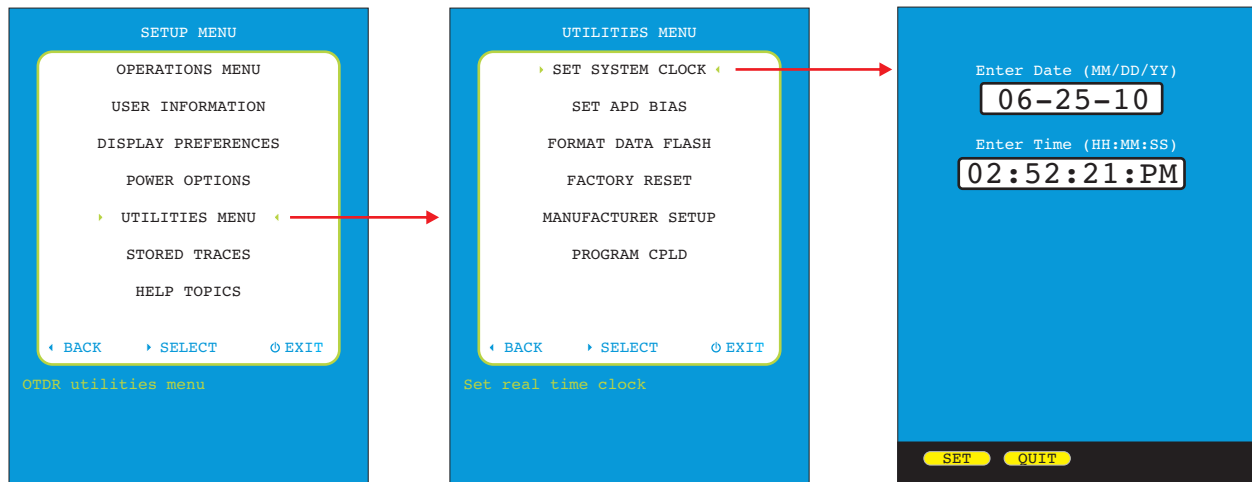 SETUP MENU
OPERATIONS MENU
USER INFORMATION
DISPLAY PREFERENCES
POWER OPTIONS
UTILITIES MENU
STORED TRACES
HELP TOPICS
BACK SELECT EXIT
OTDR utilities menu
UTILITIES MENU
SET SYSTEM CLOCK
SET APD BIAS
FORMAT DATA FLASH
FACTORY RESET
MANUFACTURER SETUP
PROGRAM CPLD
BACK SELECT EXIT
Set real time clock
Enter Date (MM/DD/YY)
06-25-10
Enter Time (HH:MM:SS)
02:52:21:PM
SET QUIT